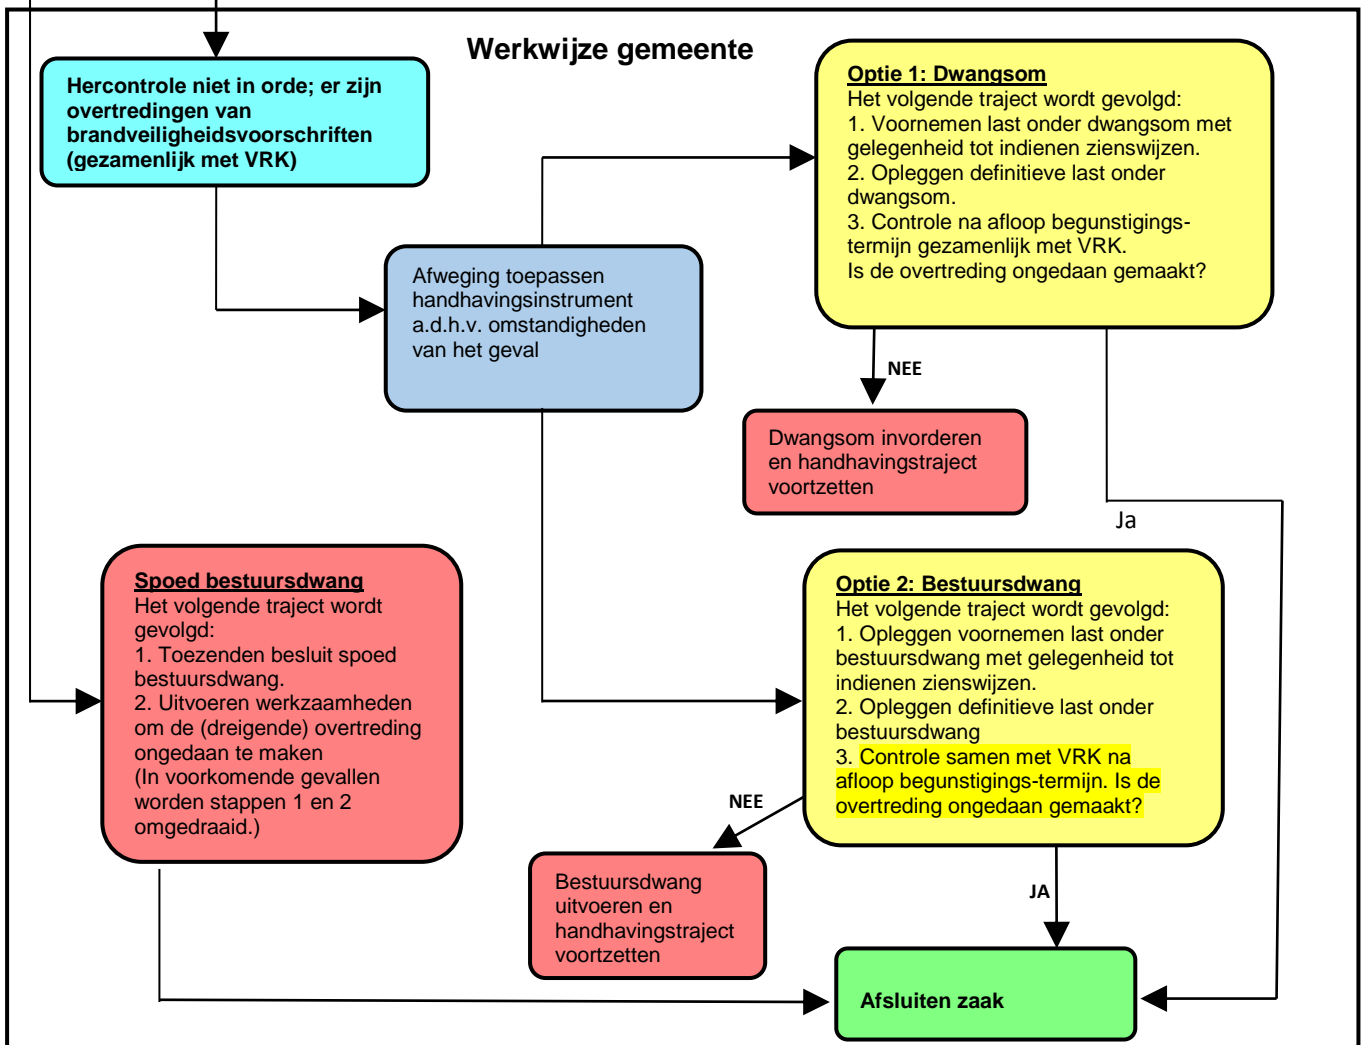 Werkwijze gemeente
Hercontrole niet in orde; er zijn
overtredingen van
brandveiligheidsvoorschriften
(gezamenlijk met VRK)
Optie 1: Dwangsom
Het volgende traject wordt gevolgd:
1. Voornemen last onder dwangsom met
gelegenheid tot indienen zienswijzen.
2. Opleggen definitieve last onder
dwangsom.
3. Controle na afloop begunstigings-
termijn gezamenlijk met VRK.
Is de overtreding ongedaan gemaakt?
Afweging toepassen
handhavingsinstrument
a.d.h.v. omstandigheden
van het geval
NEE
Dwangsom invorderen
en handhavingstraject
voortzetten
Ja
Spoed bestuursdwang
Het volgende traject wordt
gevolgd:
1. Toezenden besluit spoed
bestuursdwang.
2. Uitvoeren werkzaamheden
om de (dreigende) overtreding
ongedaan te maken
(In voorkomende gevallen
worden stappen 1 en 2
omgedraaid.)
Optie 2: Bestuursdwang
Het volgende traject wordt gevolgd:
1. Opleggen voornemen last onder
bestuursdwang met gelegenheid tot
indienen zienswijzen.
2. Opleggen definitieve last onder
bestuursdwang
3. Controle samen met VRK na
afloop begunstigings-termijn. Is de
overtreding ongedaan gemaakt?
NEE
Bestuursdwang
uitvoeren en
handhavingstraject
voortzetten
JA
Afsluiten zaak